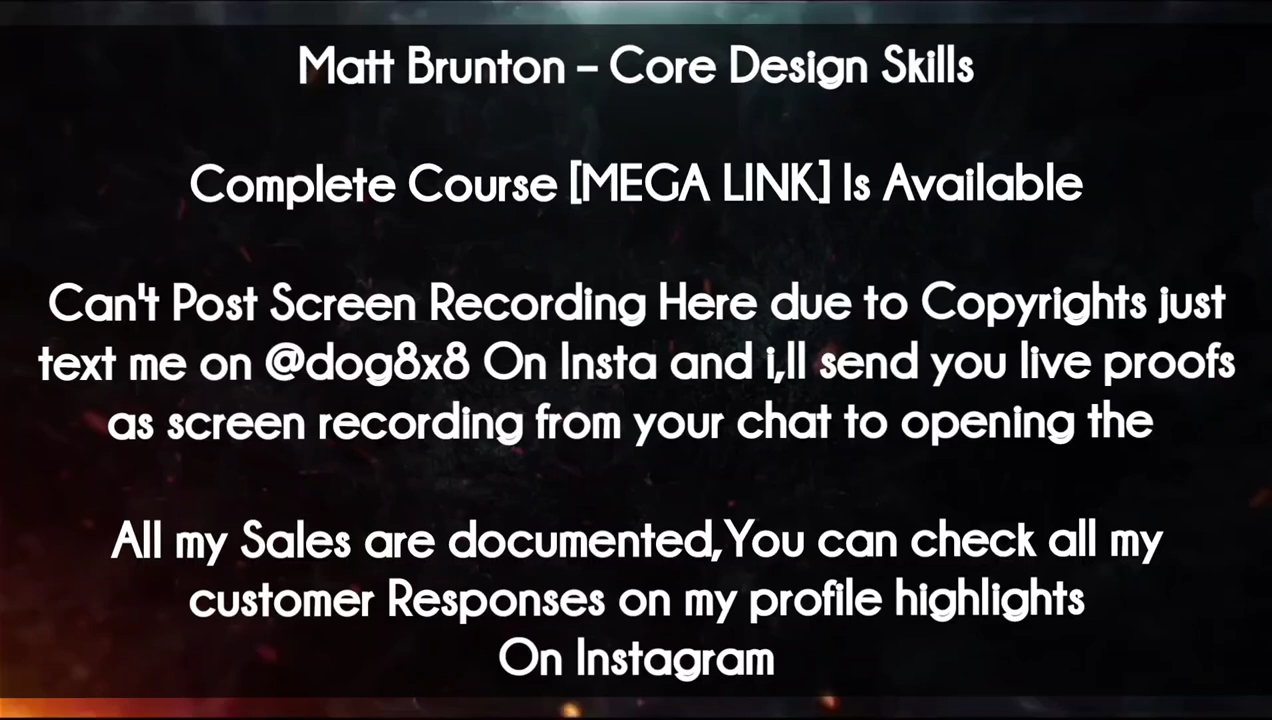 Matt Brunton – Core Design Skills
Complete Course [MEGA LINK] Is Available
Can't Post Screen Recording Here due to Copyrights just
text me on @dog8x8 On Insta and i,ll send you live proofs
as screen recording from your chat to opening the
All my Sales are documented,You can check all my
customer Responses on my profile highlights
On Instagram